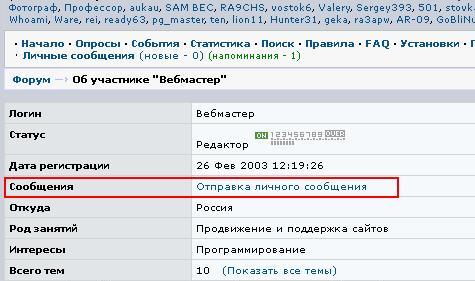 Фотограф, Профессор, aukau, SAM BEC, RA9CHS, vostok6, Valery, Sergey393, 501,
Whoami, Ware, rei, ready63, pg_master, ten, lion11, Hunter31, geka, ra3apw, AR-09,
· Начало · Опросы · События · Статистика · Поиск · Правила · FAQ · Установки
· Личные сообщения (новые - 0) (напоминания - 1)
Форум —› Об участнике "Вебмастер"
Логин Вебмастер
Статус Редактор ON 123456789 OVER
Дата регистрации 26 Фев 2003 12:19:26
Сообщения Отправка личного сообщения
Откуда Россия
Род занятий Продвижение и поддержка сайтов
Интересы Программирование
Всего тем 10 (Показать все темы)